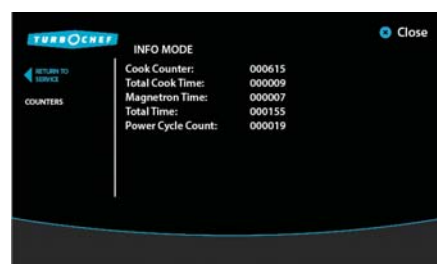 TURBOCHEF
Close
INFO MODE
RETURN TO
SERVICE
COUNTERS
Cook Counter: 000615
Total Cook Time: 000009
Magnetron Time: 000007
Total Time: 000155
Power Cycle Count: 000019